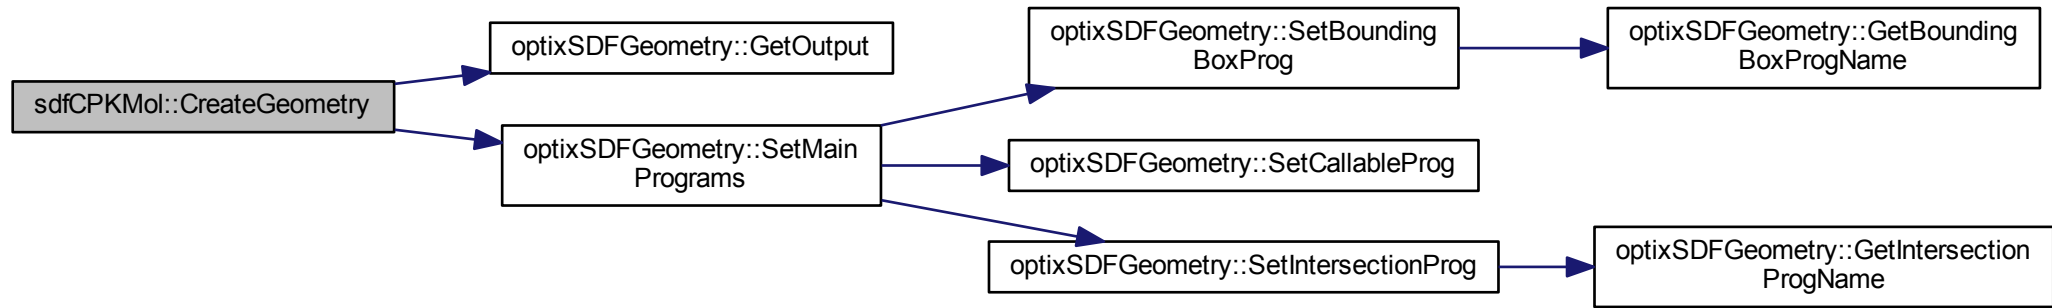 sdfCPKMol::CreateGeometry
optixSDFGeometry::GetOutput
optixSDFGeometry::SetMain
Programs
optixSDFGeometry::SetBounding
BoxProg
optixSDFGeometry::GetBounding
BoxProgName
optixSDFGeometry::SetCallableProg
optixSDFGeometry::SetIntersectionProg
optixSDFGeometry::GetIntersection
ProgName